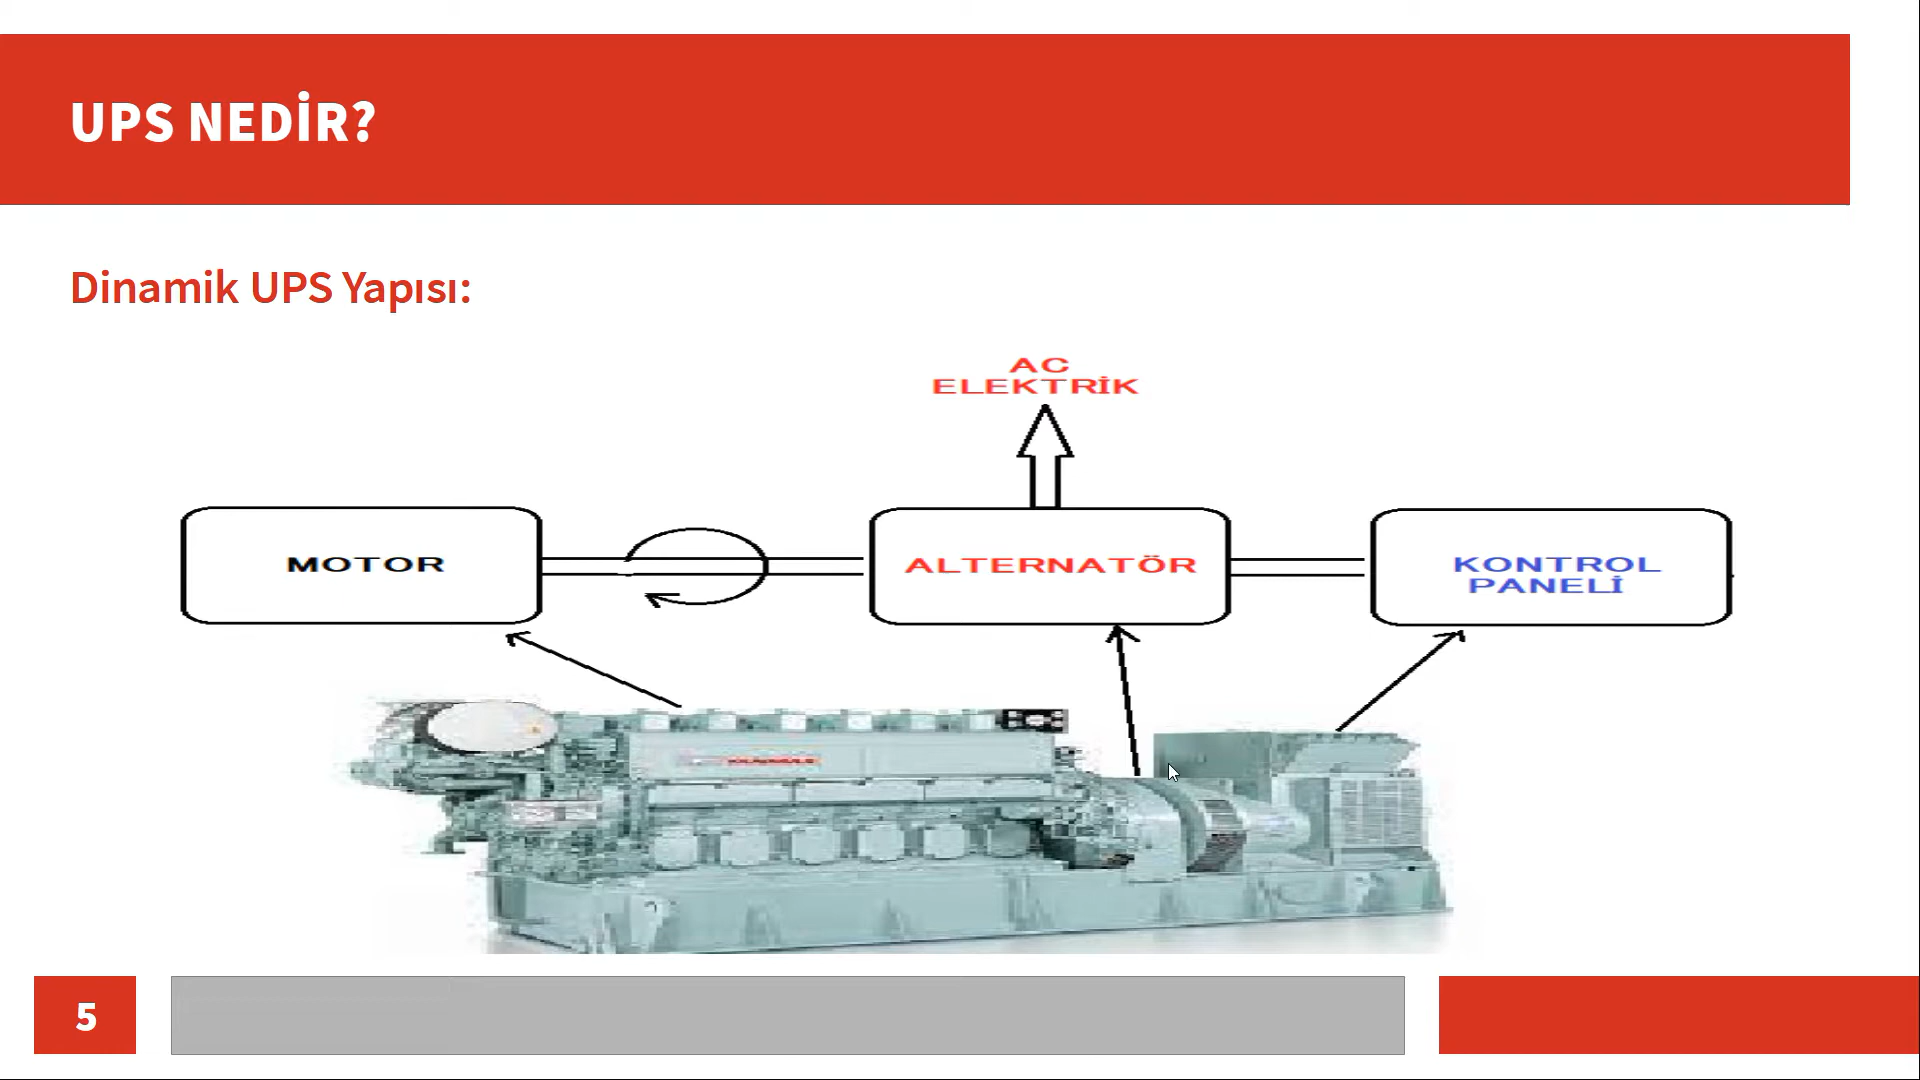 UPS NEDİR?
Dinamik UPS Yapısı:
AC
ELEKTRİK
MOTOR
ALTERNATÖR
KONTROL
PANELİ
5